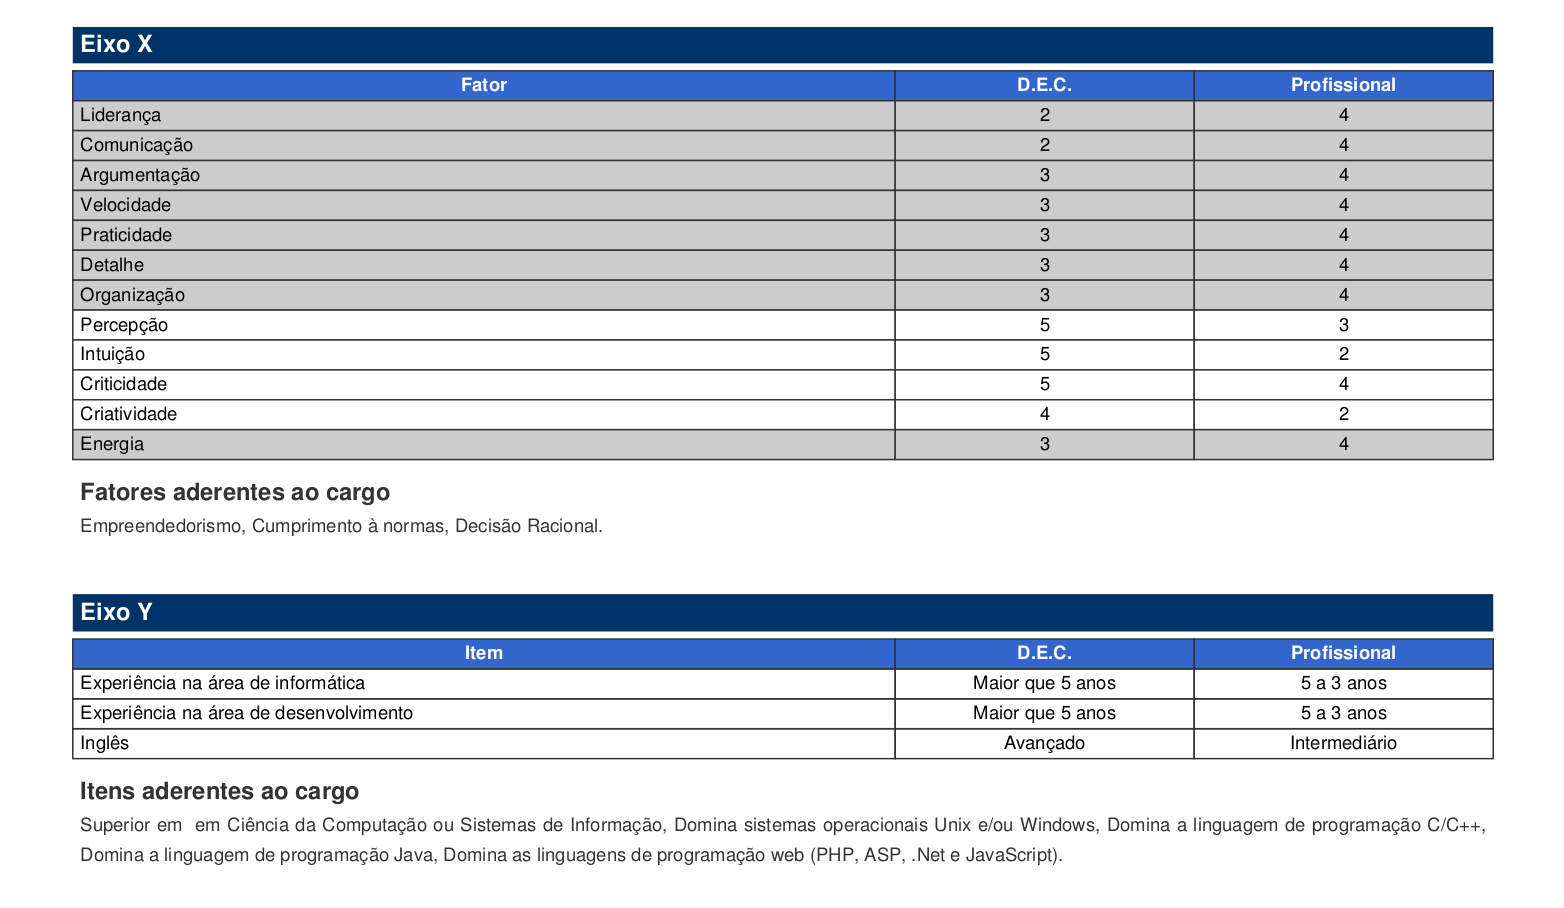 Eixo X
Fator D.E.C. Profissional
Liderança 2 4
Comunicação 2 4
Argumentação 3 4
Velocidade 3 4
Praticidade 3 4
Detalhe 3 4
Organização 3 4
Percepção 5 3
Intuição 5 2
Criticidade 5 4
Criatividade 4 2
Energia 3 4
Fatores aderentes ao cargo
Empreendedorismo, Cumprimento à normas, Decisão Racional.
Eixo Y
Item D.E.C. Profissional
Experiência na área de informática Maior que 5 anos 5 a 3 anos
Experiência na área de desenvolvimento Maior que 5 anos 5 a 3 anos
Inglês Avançado Intermediário
Itens aderentes ao cargo
Superior em em Ciência da Computação ou Sistemas de Informação, Domina sistemas operacionais Unix e/ou Windows, Domina a linguagem de programação C/C++,
Domina a linguagem de programação Java, Domina as linguagens de programação web (PHP, ASP, .Net e JavaScript).